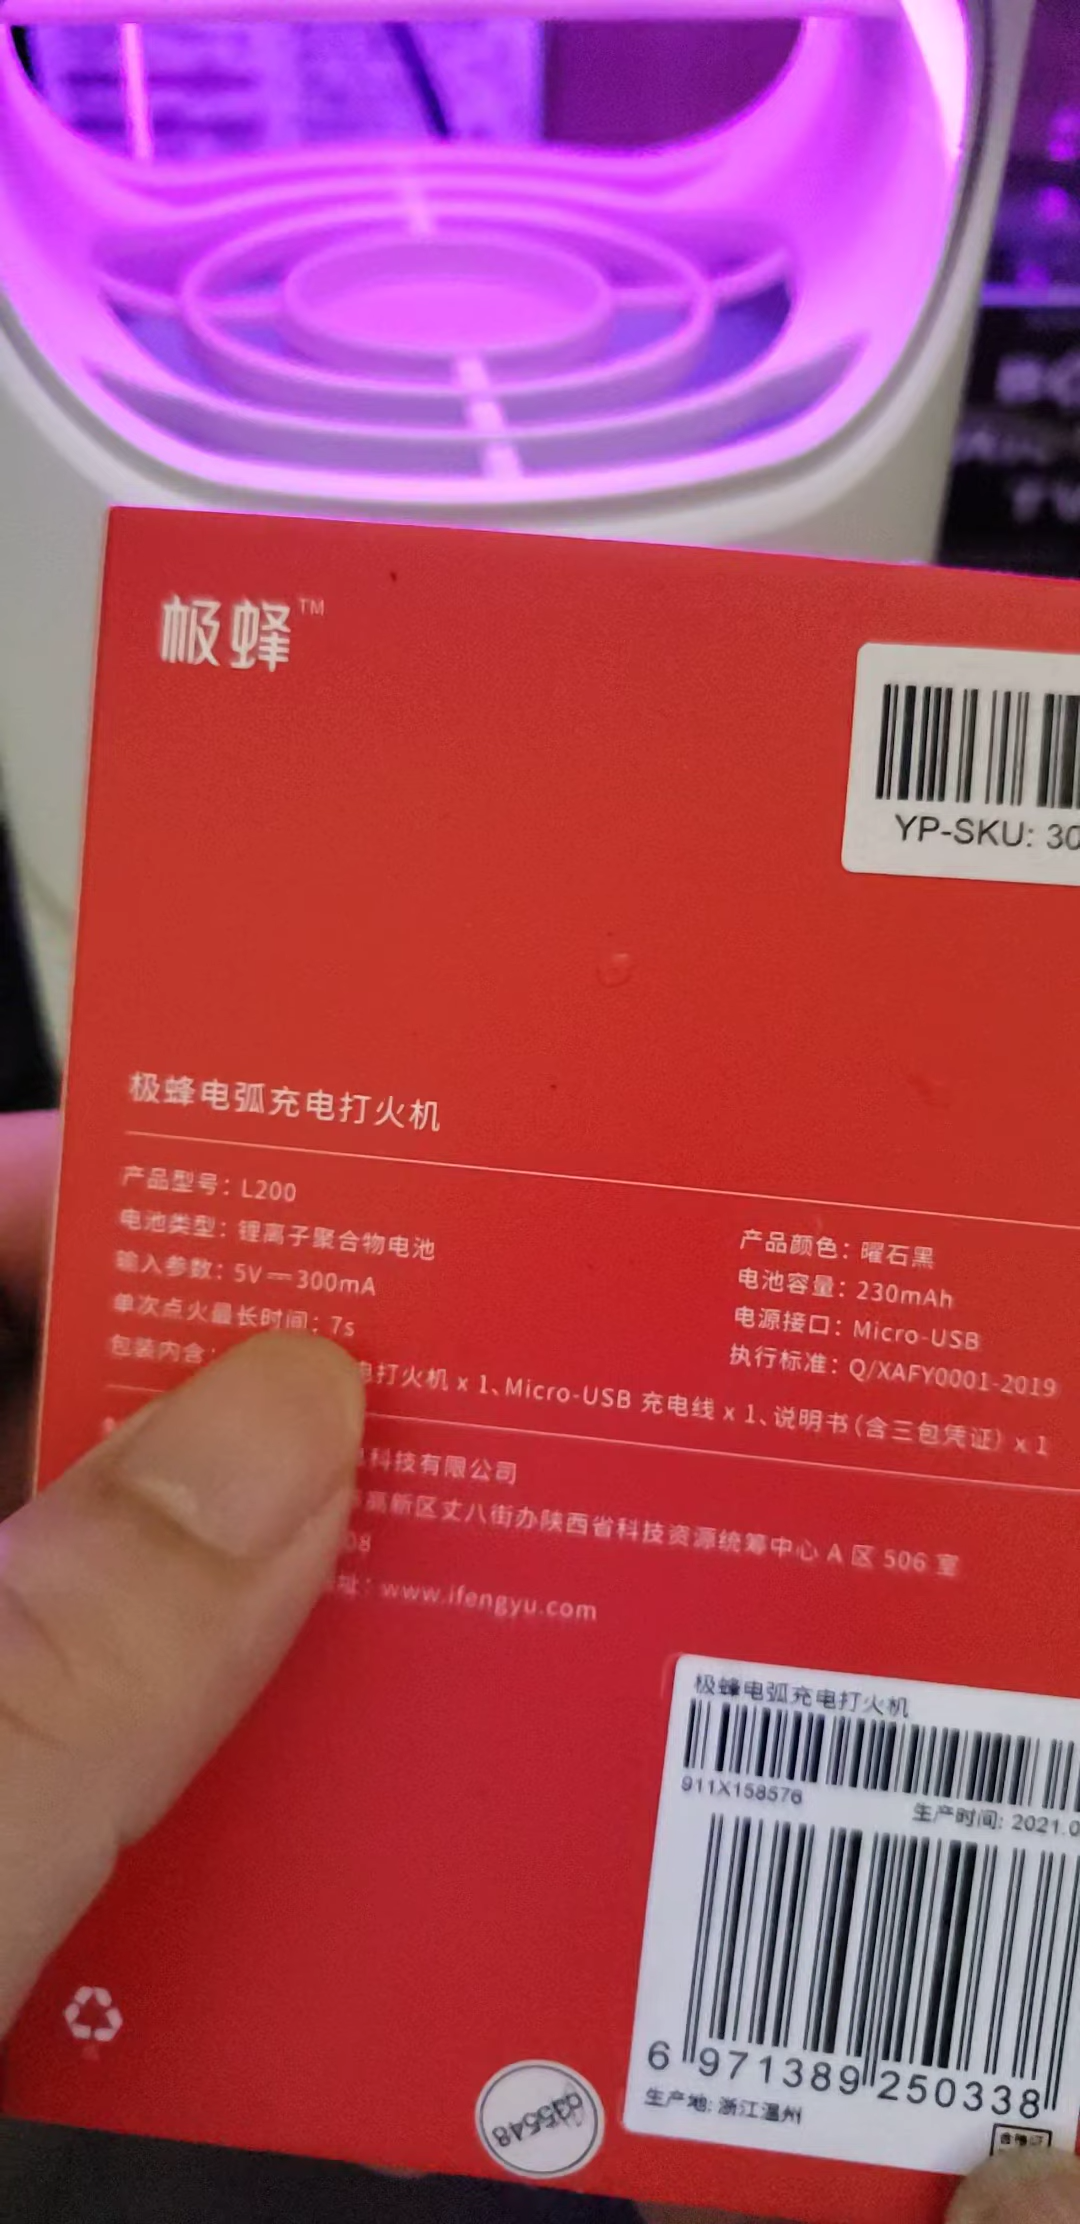 极蜂™
YP-SKU: 30
极蜂电弧充电打火机
产品型号：L200
电池类型：锂离子聚合物电池
输入参数：5V⎓300mA
单次点火最长时间：7s
产品颜色：曜石黑
电池容量：230mAh
电源接口：Micro-USB
执行标准：Q/XAFY0001-2019
包装内含：
电打火机 x 1、Micro-USB 充电线 x 1、说明书（含三包凭证） x 1
科技有限公司
高新区丈八街办陕西省科技资源统筹中心 A 区 506 室
08
址：www.ifengyu.com
极蜂电弧充电打火机
911X158576
生产时间: 2021.0
6 971389 250338
生产地: 浙江温州
635548